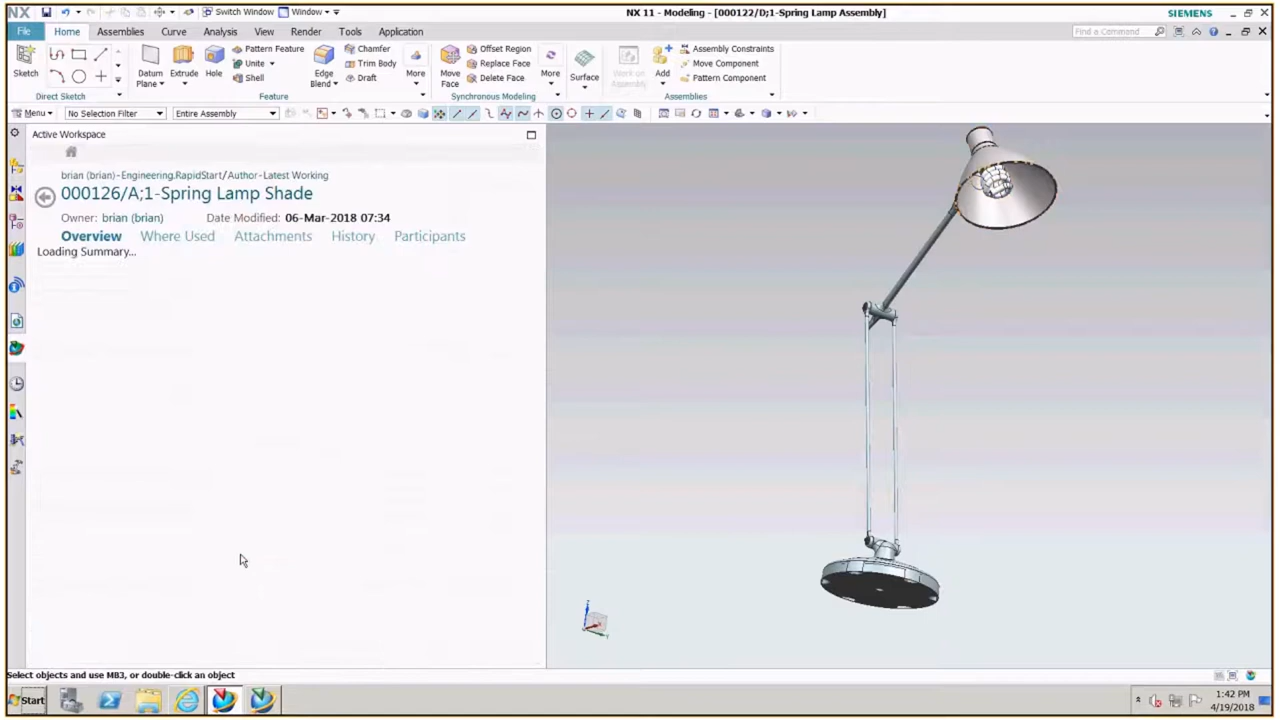 NX
Switch Window
Window
NX 11 - Modeling - [000122/D;1-Spring Lamp Assembly]
SIEMENS
File
Home
Assemblies
Curve
Analysis
View
Render
Tools
Application
Find a Command
Sketch
Direct Sketch
Datum
Plane
Extrude
Hole
Pattern Feature
Unite
Shell
Edge
Blend
Chamfer
Trim Body
Draft
More
Feature
Move
Face
Offset Region
Replace Face
Delete Face
More
Synchronous Modeling
Surface
Work on
Assembly
Add
Assembly Constraints
Move Component
Pattern Component
Assemblies
Menu
No Selection Filter
Entire Assembly
Active Workspace
brian (brian)-Engineering.RapidStart/Author-Latest Working
000126/A;1-Spring Lamp Shade
Owner: brian (brian)
Date Modified: 06-Mar-2018 07:34
Overview
Where Used
Attachments
History
Participants
Loading Summary...
Select objects and use MB3, or double-click an object
Start
1:42 PM
4/19/2018